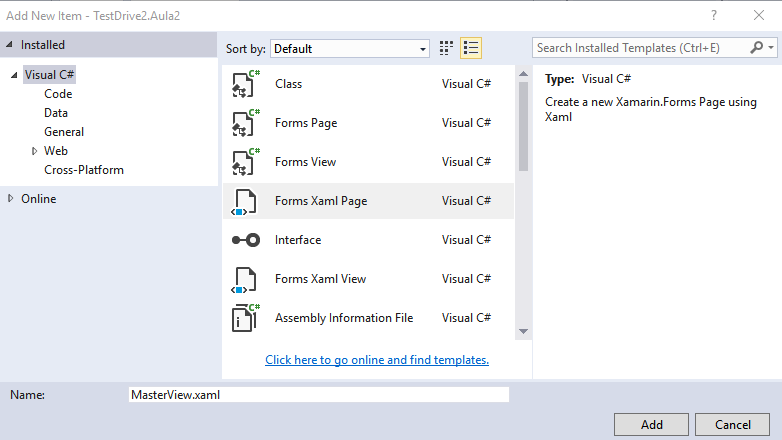 Add New Item - TestDrive2.Aula2
?
Installed
Visual C#
Code
Data
General
Web
Cross-Platform
Online
Sort by: Default
C# Class Visual C#
C# Forms Page Visual C#
C# Forms View Visual C#
Forms Xaml Page Visual C#
Interface Visual C#
Forms Xaml View Visual C#
C# Assembly Information File Visual C#
Click here to go online and find templates.
Search Installed Templates (Ctrl+E)
Type: Visual C#
Create a new Xamarin.Forms Page using
Xaml
Name: MasterView.xaml
Add Cancel